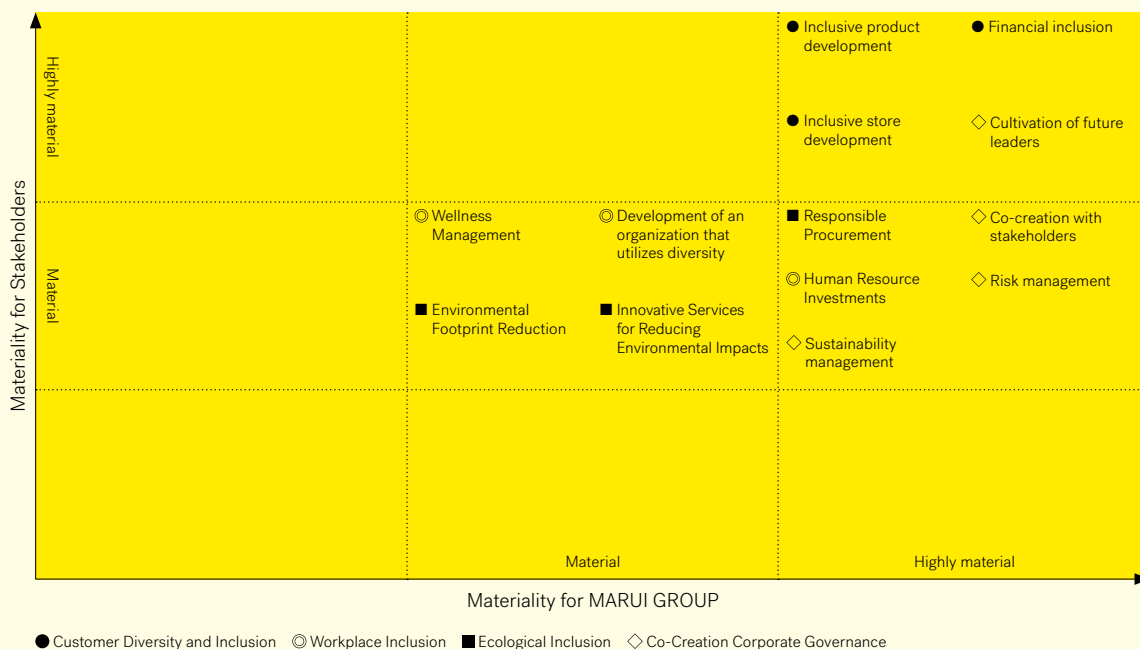 Materiality for Stakeholders
Highly material
Material
Inclusive product
development
Financial inclusion
Inclusive store
development
Cultivation of future
leaders
Wellness
Management
Development of an
organization that
utilizes diversity
Responsible
Procurement
Co-creation with
stakeholders
Human Resource
Investments
Risk management
Environmental
Footprint Reduction
Innovative Services
for Reducing
Environmental Impacts
Sustainability
management
Material
Highly material
Materiality for MARUI GROUP
Customer Diversity and Inclusion Workplace Inclusion Ecological Inclusion Co-Creation Corporate Governance